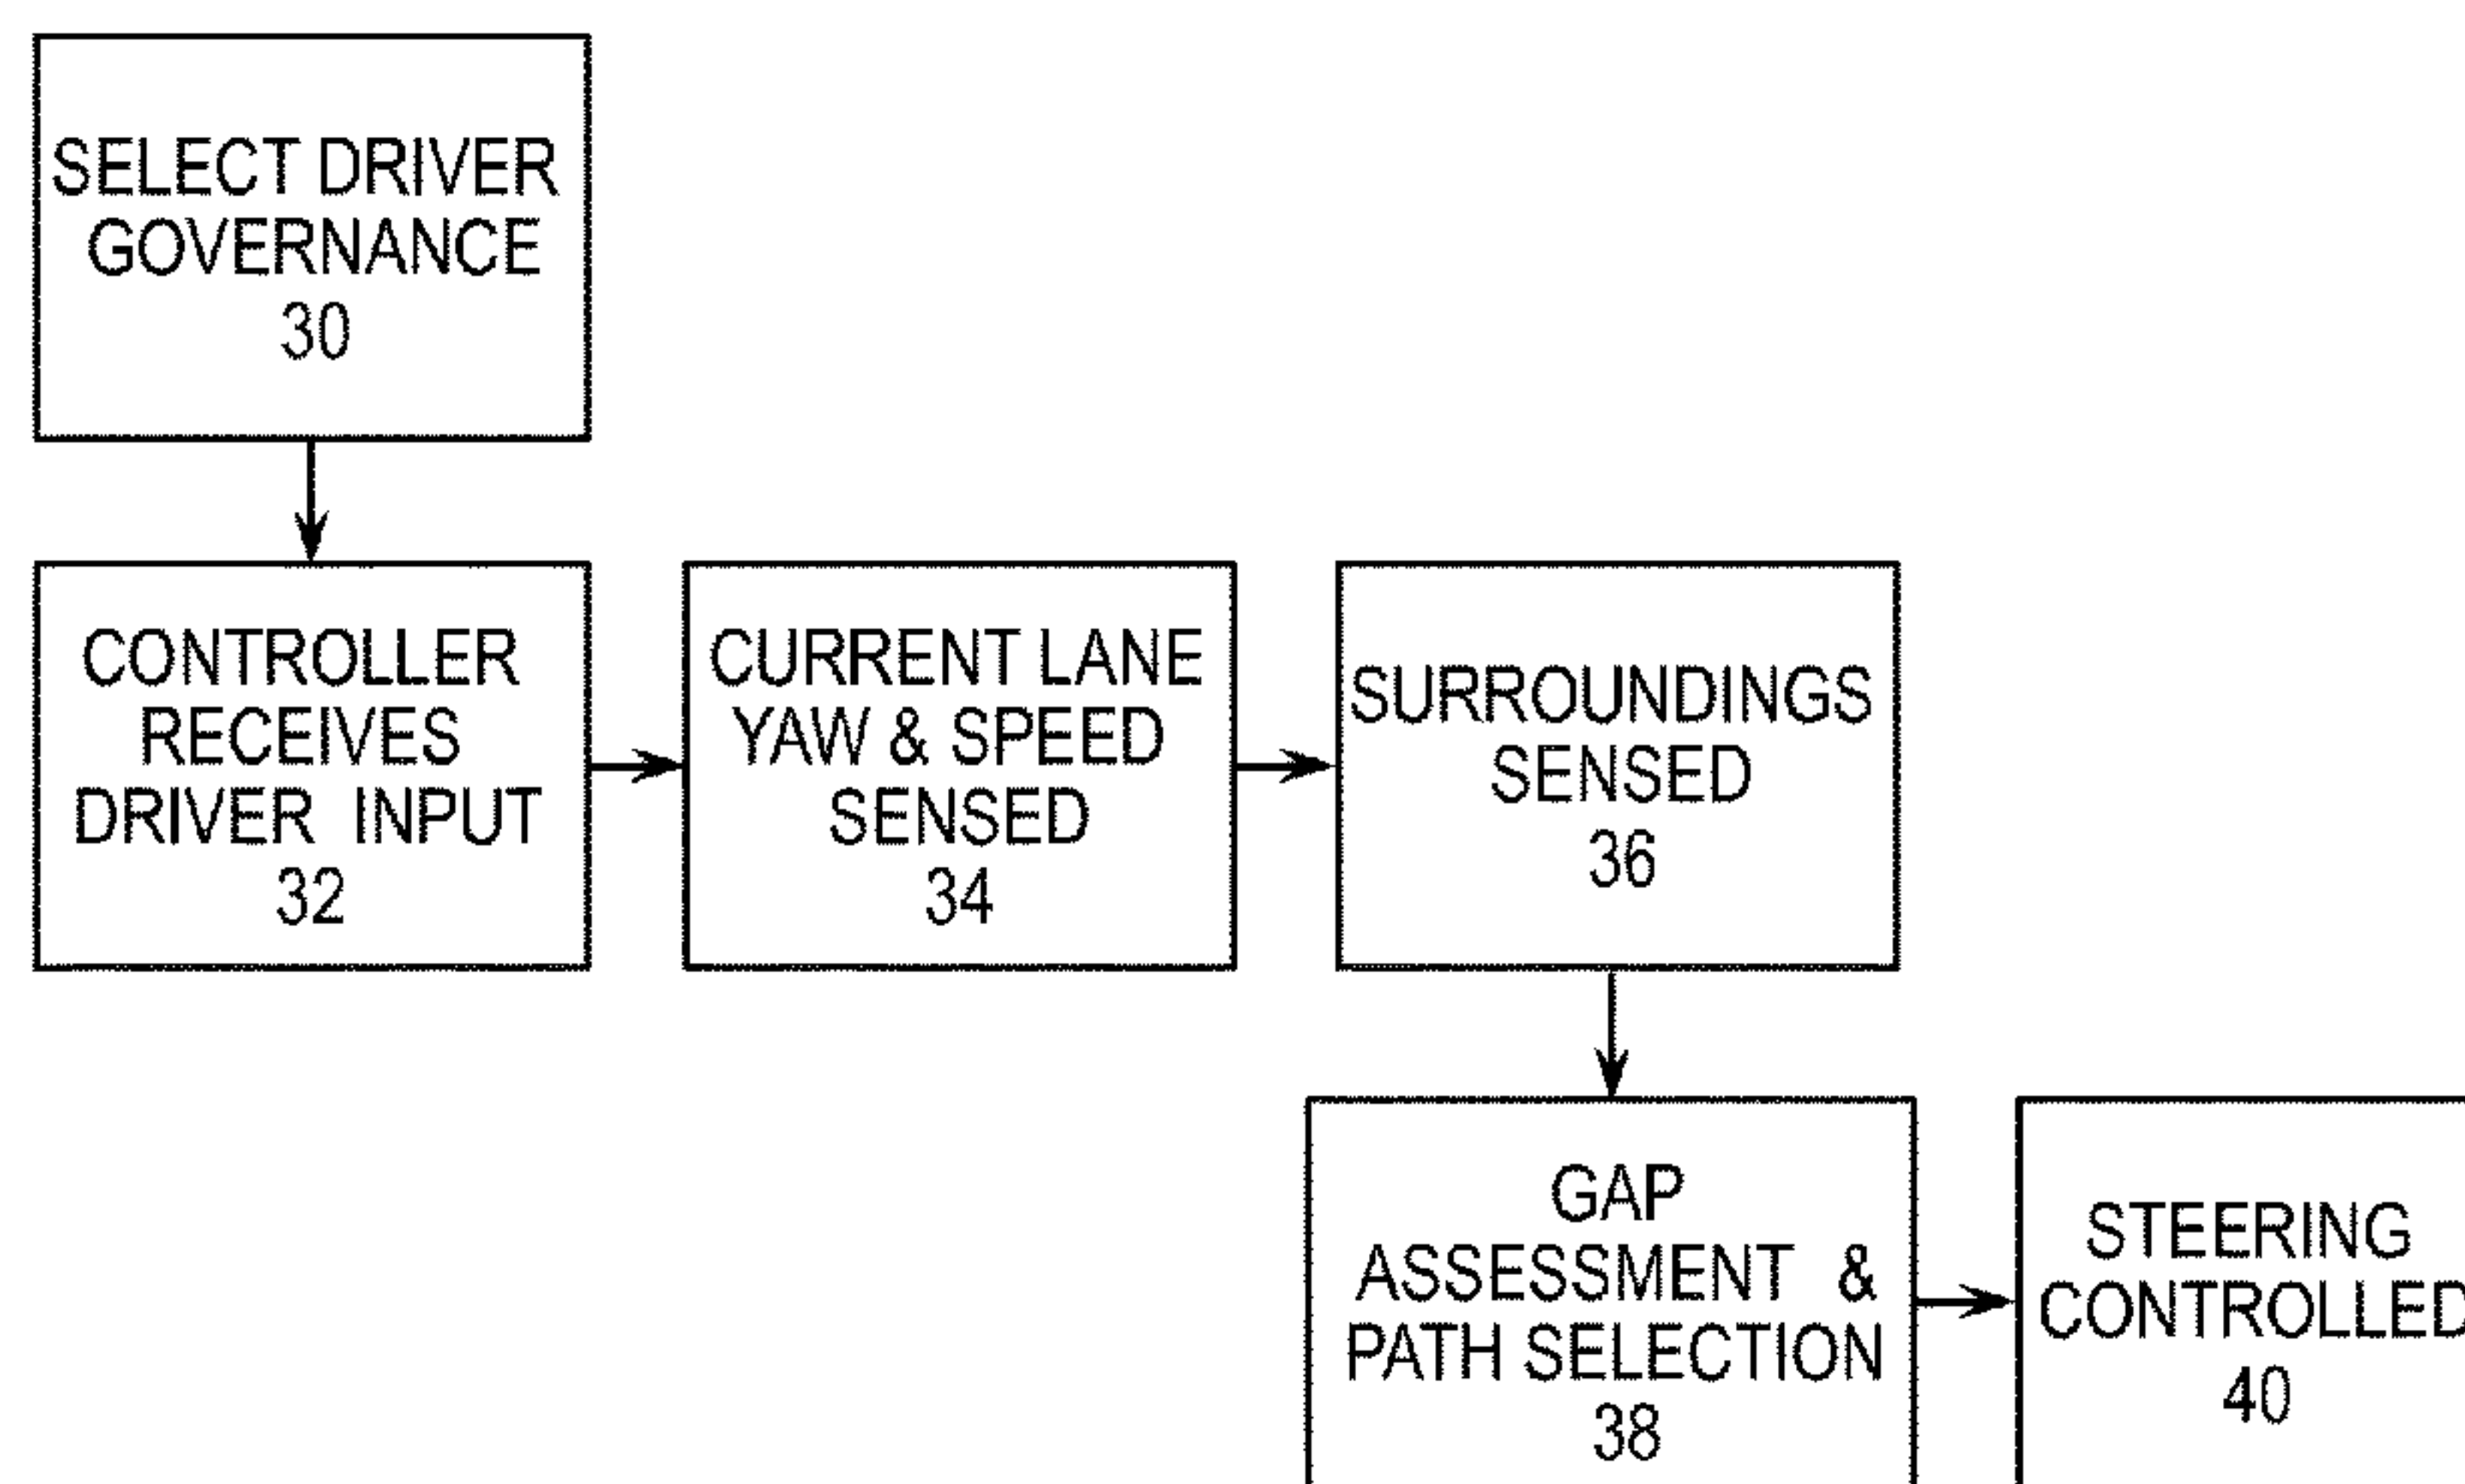 SELECT DRIVER
GOVERNANCE
30
CONTROLLER
RECEIVES
DRIVER INPUT
32
CURRENT LANE
YAW & SPEED
SENSED
34
SURROUNDINGS
SENSED
36
GAP
ASSESSMENT &
PATH SELECTION
38
STEERING
CONTROLLED
40